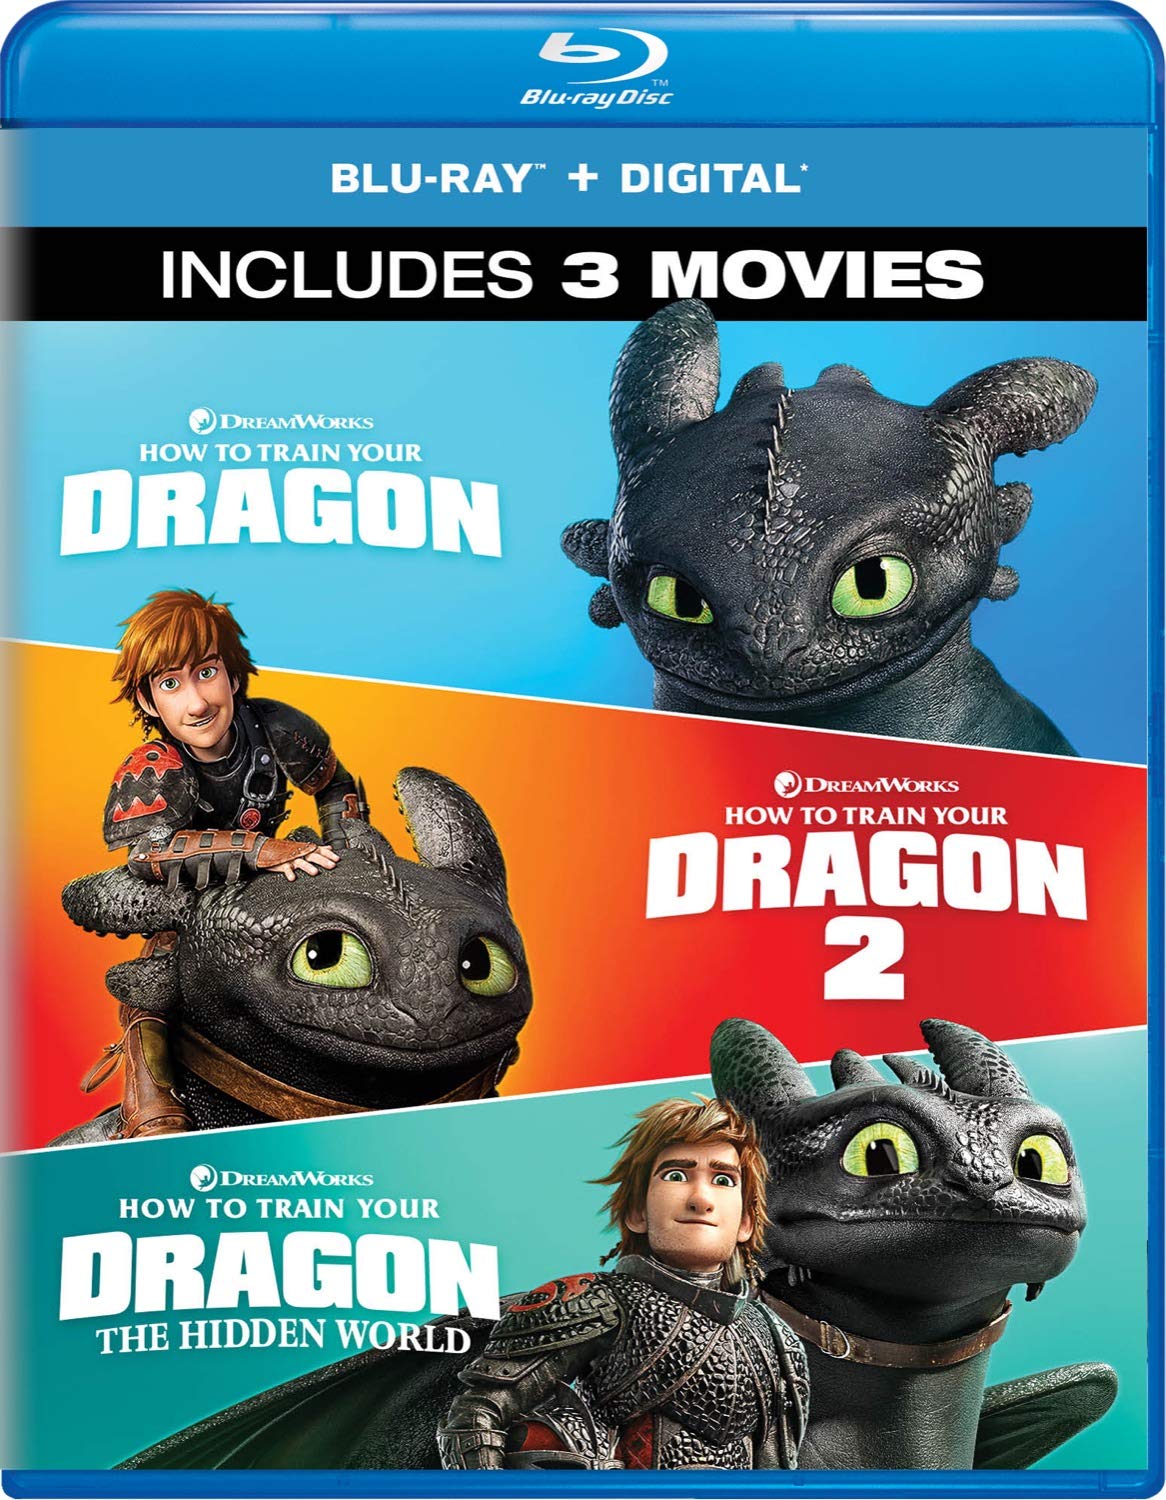 Blu-ray Disc™
BLU-RAY™ + DIGITAL*
INCLUDES 3 MOVIES
DREAMWORKS
HOW TO TRAIN YOUR
DRAGON
DREAMWORKS
HOW TO TRAIN YOUR
DRAGON
2
DREAMWORKS
HOW TO TRAIN YOUR
DRAGON
THE HIDDEN WORLD